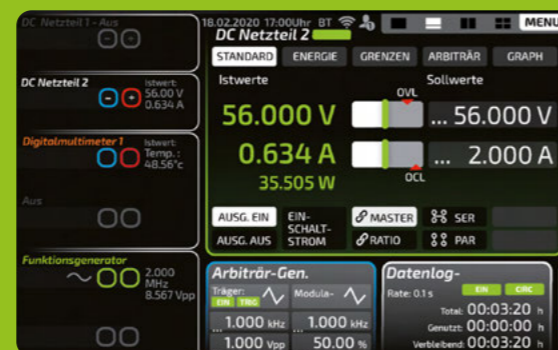 DC Netzteil 1 - Aus
DC Netzteil 2
Istwert:
56.00 V
0.634 A
Digitalmultimeter 1
Istwert:
Temp.:
48.56°c
Aus
Funktionsgenerator
2.000
MHz
8.567 Vpp
18.02.2020 17:00Uhr BT
MENU
DC Netzteil 2
STANDARD ENERGIE GRENZEN ARBITRÄR GRAPH
Istwerte Sollwerte
OVL
56.000 V ... 56.000 V
0.634 A ... 2.000 A
OCL
35.505 W
AUSG. EIN EIN-
SCHALT-
STROM MASTER SER
AUSG. AUS RATIO PAR
Arbiträr-Gen.
Träger: Modula-
EIN TRIG
... 1.000 kHz ... 1.000 kHz
1.000 Vpp 50.00 %
Datenlog-
Rate: 0.1 s EIN CIRC
Total: 00:03:20 h
Genutzt: 00:00:00 h
Verbleibend: 00:03:20 h